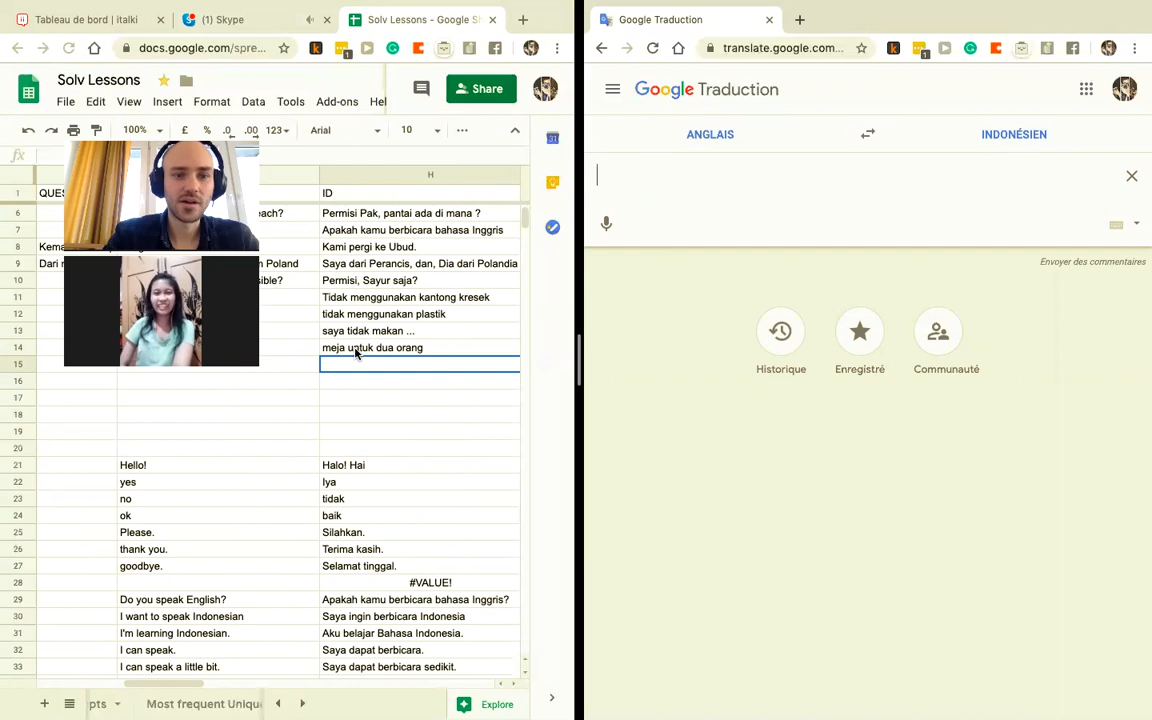 Tableau de bord | italki
(1) Skype
Solv Lessons - Google Sh
docs.google.com/spre...
1
Solv Lessons
File Edit View Insert Format Data Tools Add-ons Hel
Share
100% £ % .0 .00 123 Arial 10
fx
H
1 QUES ID
6 each? Permisi Pak, pantai ada di mana ?
7 Apakah kamu berbicara bahasa Inggris
8 Kema Kami pergi ke Ubud.
9 Dari n n Poland Saya dari Perancis, dan, Dia dari Polandia
10 sible? Permisi, Sayur saja?
11 Tidak menggunakan kantong kresek
12 tidak menggunakan plastik
13 saya tidak makan ...
14 meja untuk dua orang
15
16
17
18
19
20
21 Hello! Halo! Hai
22 yes Iya
23 no tidak
24 ok baik
25 Please. Silahkan.
26 thank you. Terima kasih.
27 goodbye. Selamat tinggal.
28 #VALUE!
29 Do you speak English? Apakah kamu berbicara bahasa Inggris?
30 I want to speak Indonesian Saya ingin berbicara Indonesia
31 I'm learning Indonesian. Aku belajar Bahasa Indonesia.
32 I can speak. Saya dapat berbicara.
33 I can speak a little bit. Saya dapat berbicara sedikit.
pts Most frequent Uniqu
Explore
Google Traduction
translate.google.com...
1
Google Traduction
ANGLAIS INDONÉSIEN
Envoyer des commentaires
Historique Enregistré Communauté